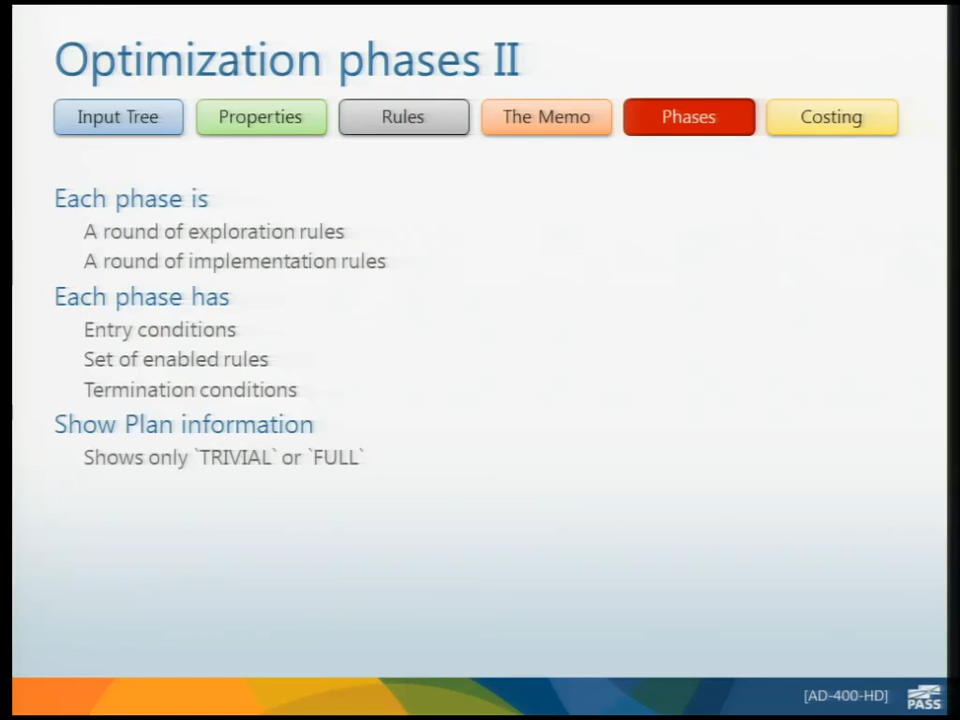 Optimization phases II
Input Tree Properties Rules The Memo Phases Costing
Each phase is
A round of exploration rules
A round of implementation rules
Each phase has
Entry conditions
Set of enabled rules
Termination conditions
Show Plan information
Shows only `TRIVIAL` or `FULL`
[AD-400-HD] PASS